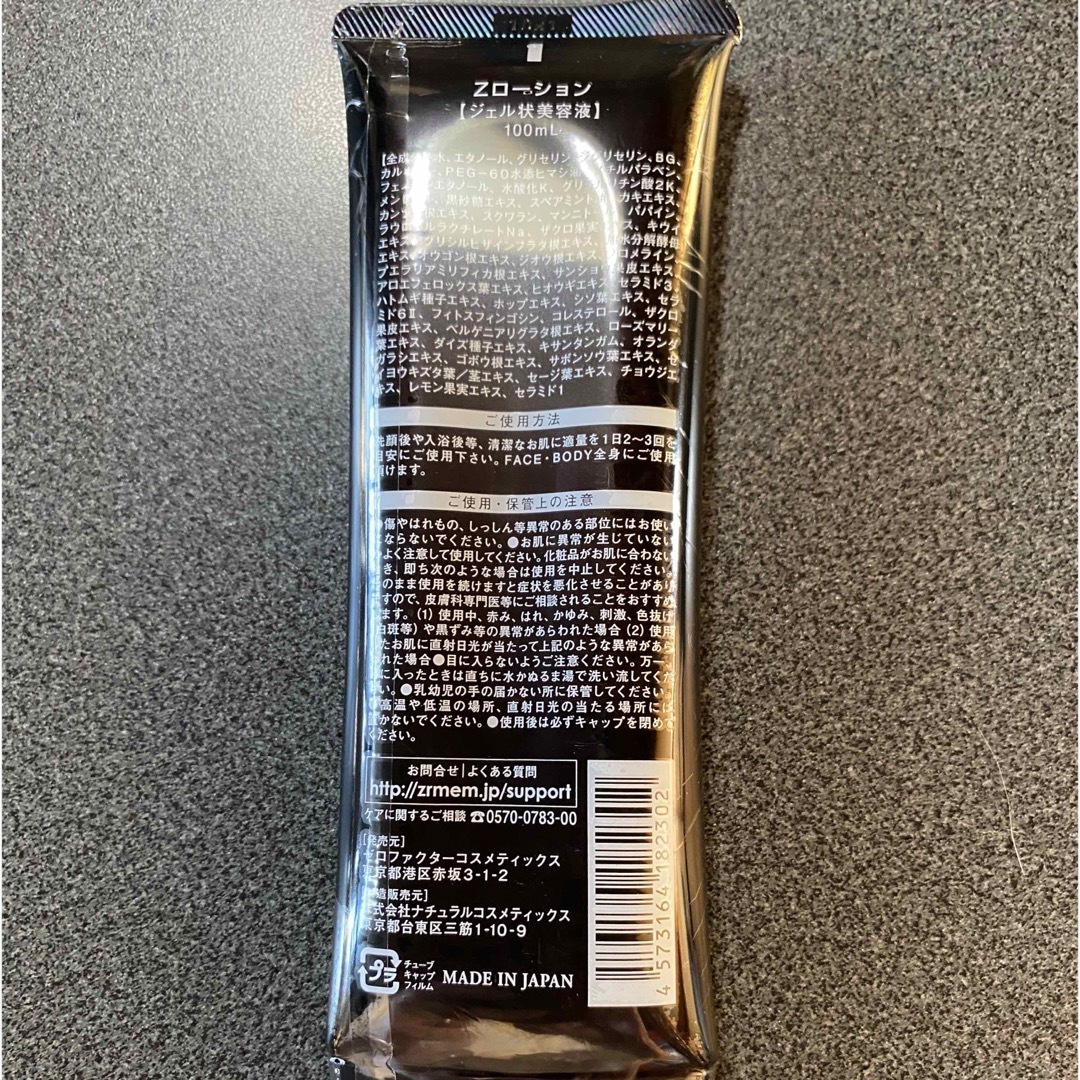 Zローション
【ジェル状美容液】
100mL
【全成 水、エタノール、グリセリン、 グリセリン、BG、
カル PEG-60水添ヒマシ油 チルパラベン、
フェ エタノール、水酸化K、グリ リチン酸2K、
メン 黒砂糖エキス、スペアミント カキエキス、
カン 根エキス、スクワラン、マンニト パパイン、
ラウロ ルラクチレートNa、ザクロ果実 ス、キウイ
エキス、グリシルヒザインフラタ根エキス、 水分解酵母
エキス、オウゴン根エキス、ジオウ根エキス、 ロメライン、
プエラリアミリフィカ根エキス、サンショウ果皮エキス、
アロエフェロックス葉エキス、ヒオウギエキス、セラミド3、
ハトムギ種子エキス、ホップエキス、シソ葉エキス、セラ
ミド6Ⅱ、フィトスフィンゴシン、コレステロール、ザクロ
果皮エキス、ベルゲニアリグラタ根エキス、ローズマリー
葉エキス、ダイズ種子エキス、キサンタンガム、オランダ
ガラシエキス、ゴボウ根エキス、サボンソウ葉エキス、セ
イヨウキズタ葉／茎エキス、セージ葉エキス、チョウジエ
キス、レモン果実エキス、セラミド1
ご使用方法
洗顔後や入浴後等、清潔なお肌に適量を1日2〜3回を
目安にご使用下さい。FACE・BODY全身にご使用
頂けます。
ご使用・保管上の注意
●傷やはれもの、しっしん等異常のある部位にはお使い
にならないでください。●お肌に異常が生じていない
かよく注意して使用してください。化粧品がお肌に合わない
とき、即ち次のような場合は使用を中止してください。
そのまま使用を続けますと症状を悪化させることがあり
ますので、皮膚科専門医等にご相談されることをおすすめ
します。(1)使用中、赤み、はれ、かゆみ、刺激、色抜け
(白斑等)や黒ずみ等の異常があらわれた場合(2)使用
したお肌に直射日光が当たって上記のような異常があら
われた場合●目に入らないようご注意ください。万一、
目に入ったときは直ちに水かぬるま湯で洗い流してくだ
さい。●乳幼児の手の届かない所に保管してください。
●高温や低温の場所、直射日光の当たる場所には
置かないでください。●使用後は必ずキャップを閉めて
ください。
お問合せ|よくある質問
http://zrmem.jp/support
ケアに関するご相談 ☎0570-0783-00
[発売元]
ゼロファクターコスメティックス
東京都港区赤坂3-1-2
[製造販売元]
株式会社ナチュラルコスメティックス
東京都台東区三筋1-10-9
プラ
チューブ
キャップ
フィルム
MADE IN JAPAN
4573164182302